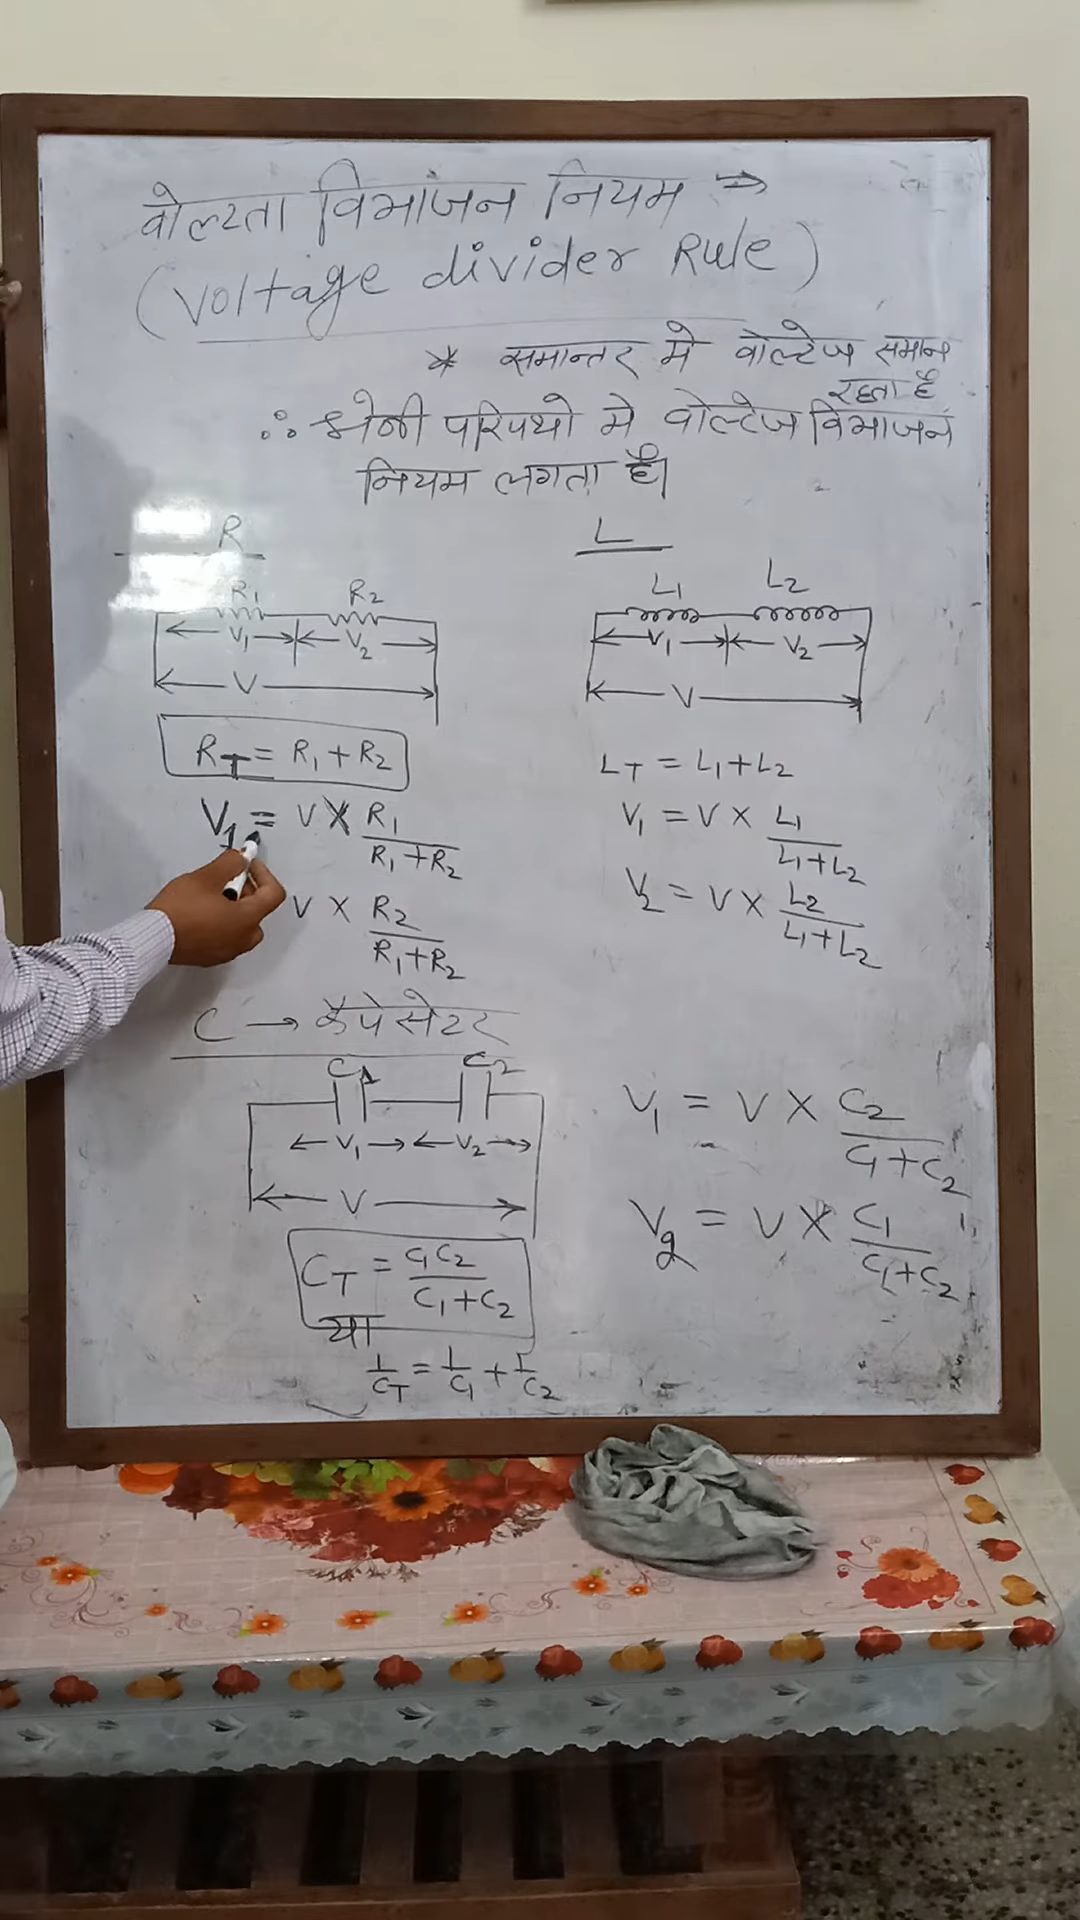 वोल्टता विभांजन नियम →
(Voltage divider Rule)
* समान्तर मे वोल्टेज समान
रहता है
∴ श्रेणी परिपथो मे वोल्टेज विभाजन
नियम लगता है।
R
R₁ R₂
V₁ V₂
V
R_T = R₁ + R₂
V₁ = V × R₁/(R₁ + R₂)
V × R₂/(R₁ + R₂)
L
L₁ L₂
V₁ V₂
V
L_T = L₁ + L₂
V₁ = V × L₁/(L₁ + L₂)
V₂ = V × L₂/(L₁ + L₂)
C → कैपेसेटर
C₁ C₂
V₁ V₂
V
C_T = C₁C₂/(C₁ + C₂)
या
1/C_T = 1/C₁ + 1/C₂
V₁ = V × C₂/(C₁ + C₂)
V₂ = V × C₁/(C₁ + C₂)